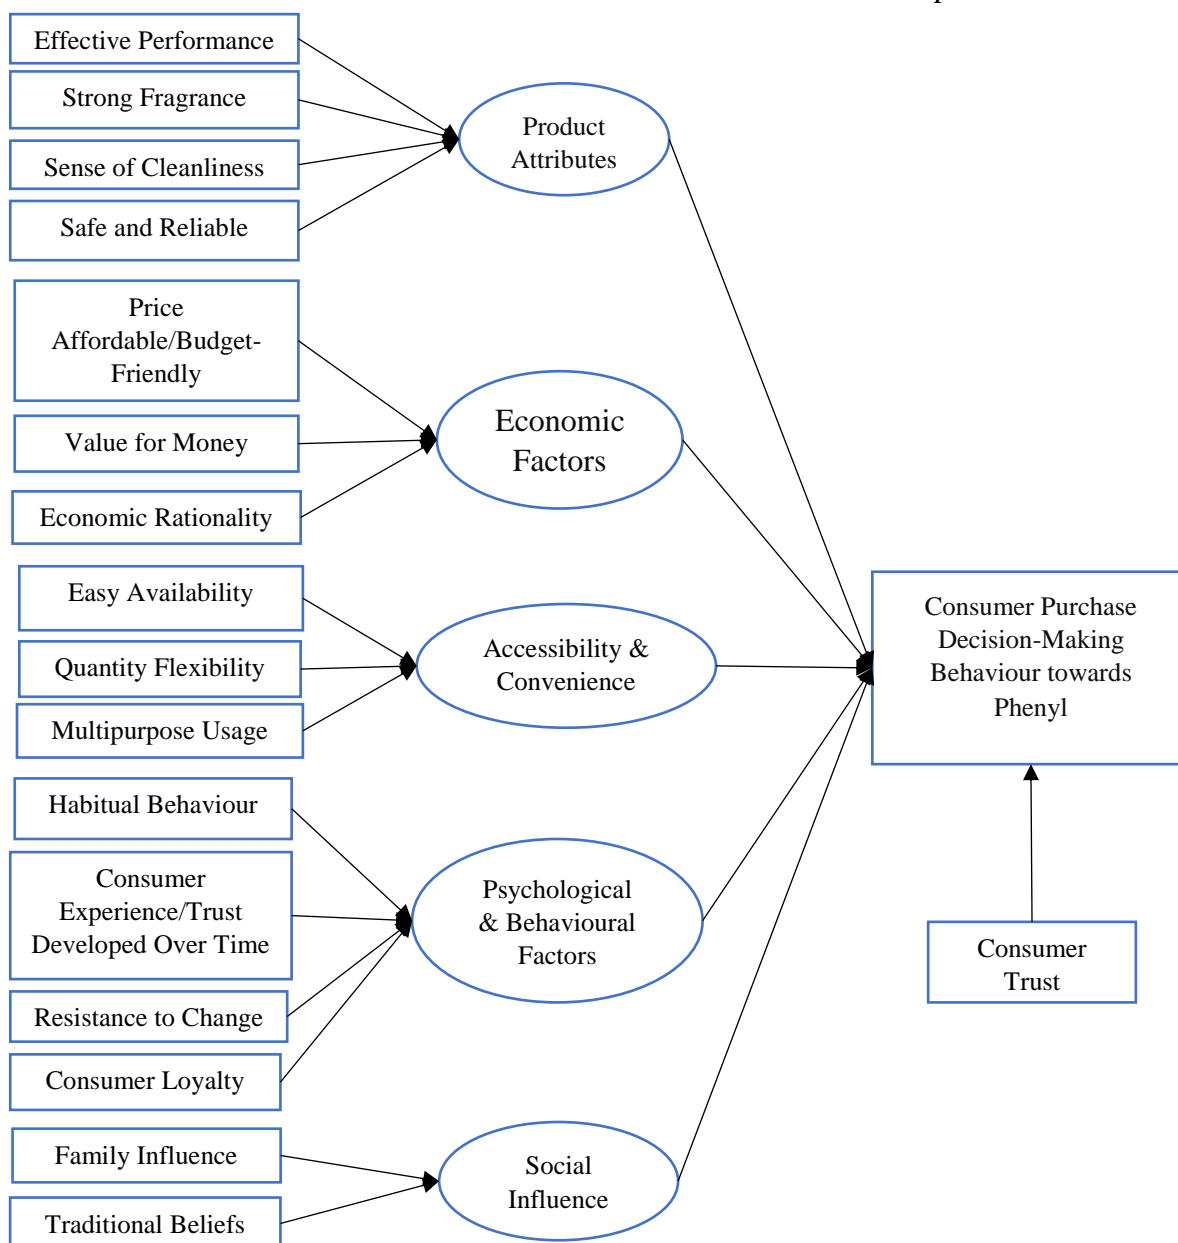 Effective Performance
Strong Fragrance
Sense of Cleanliness
Safe and Reliable
Product
Attributes
Price
Affordable/Budget-
Friendly
Value for Money
Economic Rationality
Economic
Factors
Easy Availability
Quantity Flexibility
Multipurpose Usage
Accessibility &
Convenience
Habitual Behaviour
Consumer
Experience/Trust
Developed Over Time
Resistance to Change
Consumer Loyalty
Psychological
& Behavioural
Factors
Family Influence
Traditional Beliefs
Social
Influence
Consumer Purchase
Decision-Making
Behaviour towards
Phenyl
Consumer
Trust